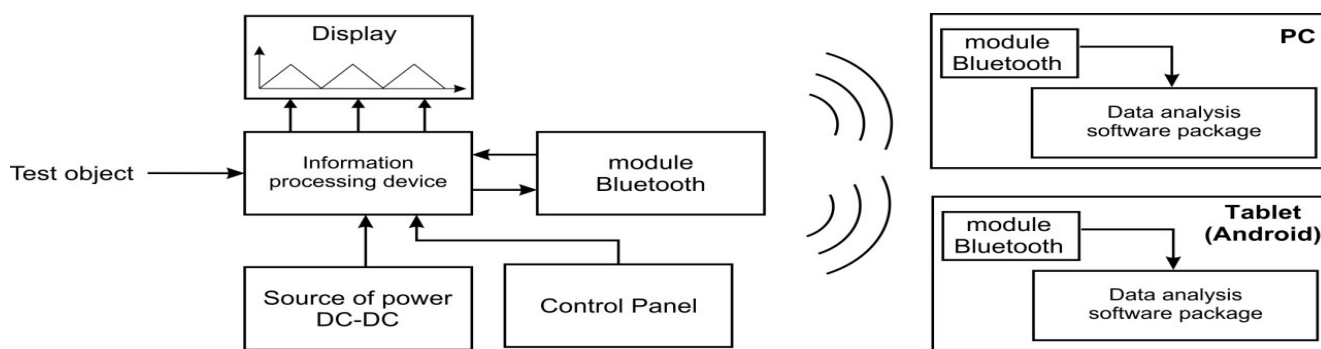 Display
Test object
Information
processing device
module
Bluetooth
Source of power
DC-DC
Control Panel
PC
module
Bluetooth
Data analysis
software package
Tablet
(Android)
module
Bluetooth
Data analysis
software package